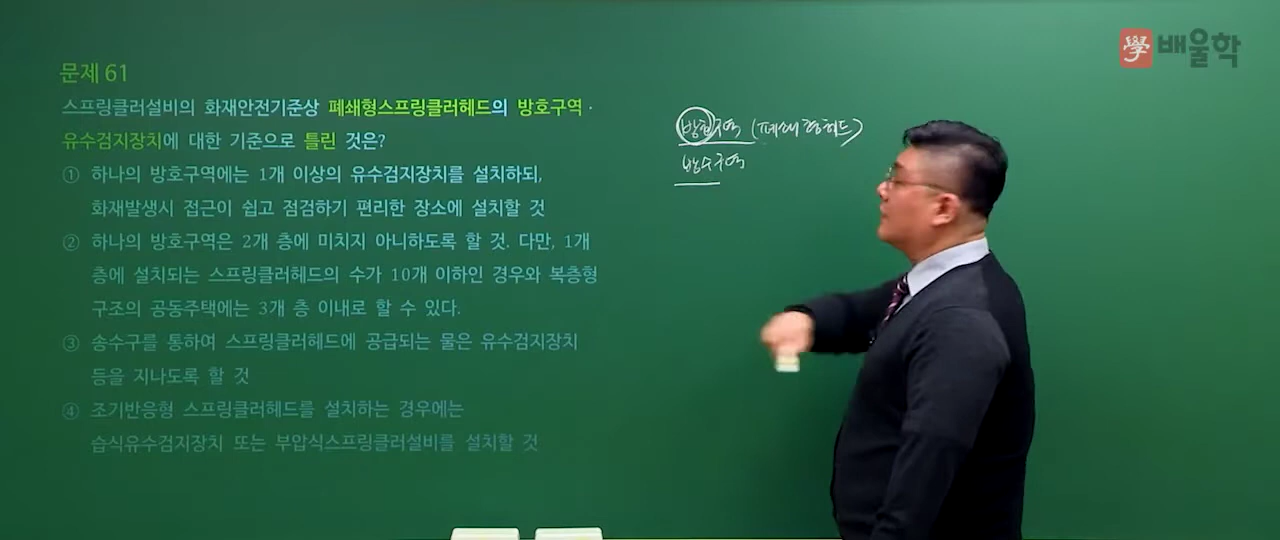 學 배울학
문제 61
스프링클러설비의 화재안전기준상 폐쇄형스프링클러헤드의 방호구역 ·
유수검지장치에 대한 기준으로 틀린 것은?
① 하나의 방호구역에는 1개 이상의 유수검지장치를 설치하되,
화재발생시 접근이 쉽고 점검하기 편리한 장소에 설치할 것
② 하나의 방호구역은 2개 층에 미치지 아니하도록 할 것. 다만, 1개
층에 설치되는 스프링클러헤드의 수가 10개 이하인 경우와 복층형
구조의 공동주택에는 3개 층 이내로 할 수 있다.
③ 송수구를 통하여 스프링클러헤드에 공급되는 물은 유수검지장치
등을 지나도록 할 것
④ 조기반응형 스프링클러헤드를 설치하는 경우에는
습식유수검지장치 또는 부압식스프링클러설비를 설치할 것
방호구역 (폐쇄형헤드)
방수구역